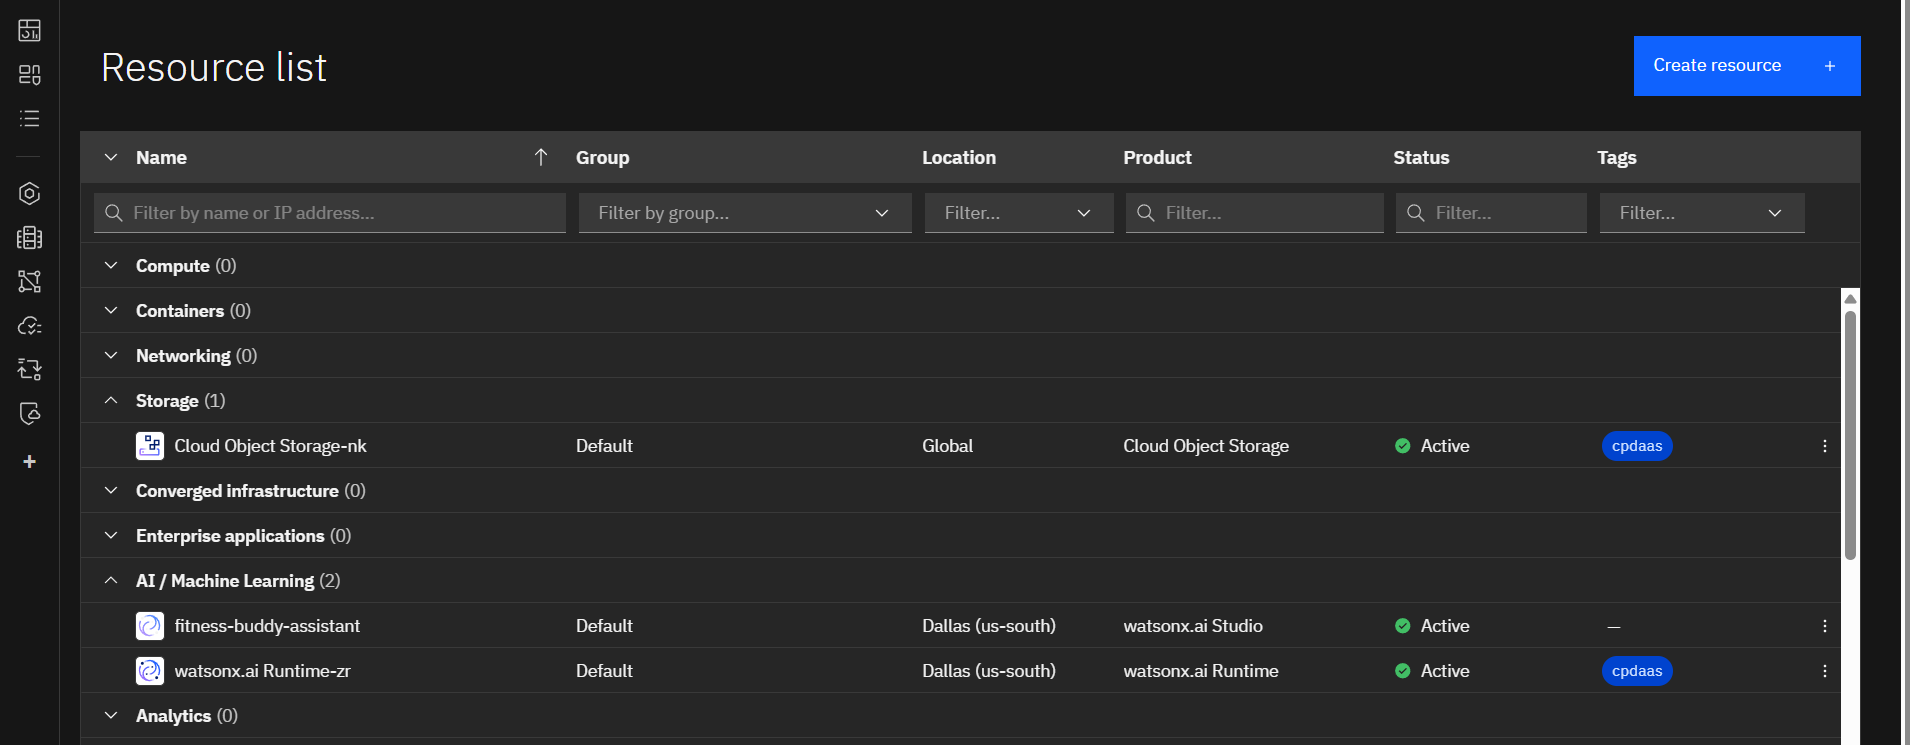 Resource list
Create resource +
Name Group Location Product Status Tags
Filter by name or IP address... Filter by group... Filter... Filter... Filter... Filter...
Compute (0)
Containers (0)
Networking (0)
Storage (1)
Cloud Object Storage-nk Default Global Cloud Object Storage Active cpdaas
Converged infrastructure (0)
Enterprise applications (0)
AI / Machine Learning (2)
fitness-buddy-assistant Default Dallas (us-south) watsonx.ai Studio Active —
watsonx.ai Runtime-zr Default Dallas (us-south) watsonx.ai Runtime Active cpdaas
Analytics (0)